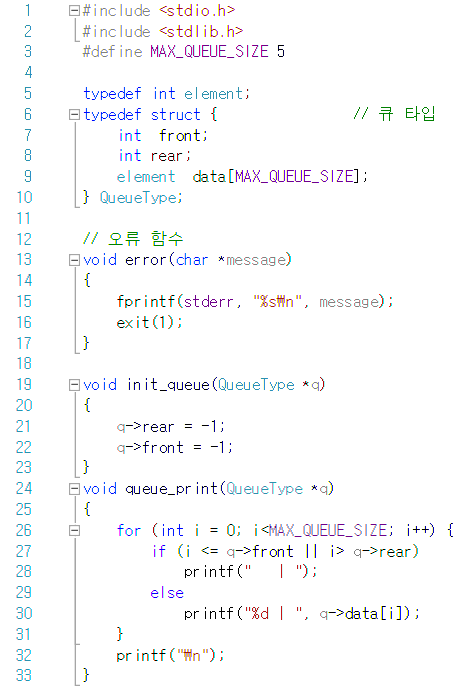 1 #include <stdio.h>
2 #include <stdlib.h>
3 #define MAX_QUEUE_SIZE 5
4
5 typedef int element;
6 typedef struct { // 큐 타입
7 int  front;
8 int rear;
9 element  data[MAX_QUEUE_SIZE];
10 } QueueType;
11
12 // 오류 함수
13 void error(char *message)
14 {
15 fprintf(stderr, "%s₩n", message);
16 exit(1);
17 }
18
19 void init_queue(QueueType *q)
20 {
21 q->rear = -1;
22 q->front = -1;
23 }
24 void queue_print(QueueType *q)
25 {
26 for (int i = 0; i<MAX_QUEUE_SIZE; i++) {
27 if (i <= q->front || i> q->rear)
28 printf("   | ");
29 else
30 printf("%d | ", q->data[i]);
31 }
32 printf("₩n");
33 }